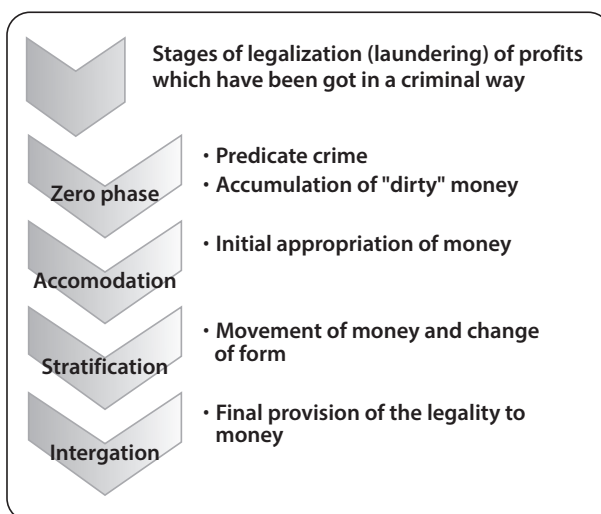 Stages of legalization (laundering) of profits
which have been got in a criminal way
Zero phase
• Predicate crime
• Accumulation of "dirty" money
Accomodation
• Initial appropriation of money
Stratification
• Movement of money and change
of form
Intergation
• Final provision of the legality to
money